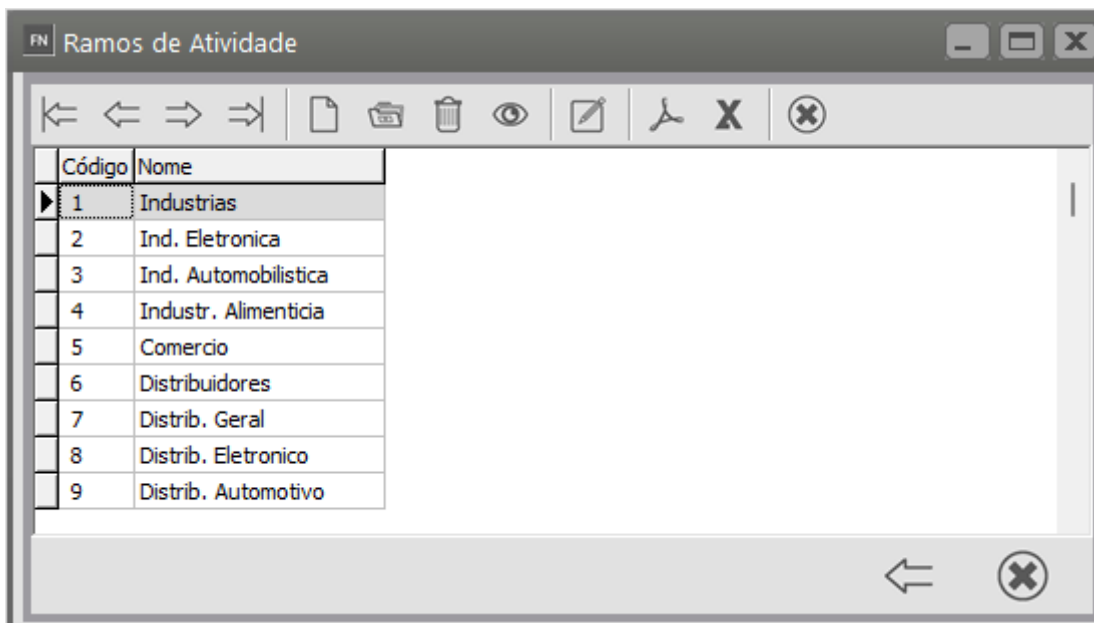 FN Ramos de Atividade
Código Nome
1 Industrias
2 Ind. Eletronica
3 Ind. Automobilistica
4 Industr. Alimenticia
5 Comercio
6 Distribuidores
7 Distrib. Geral
8 Distrib. Eletronico
9 Distrib. Automotivo